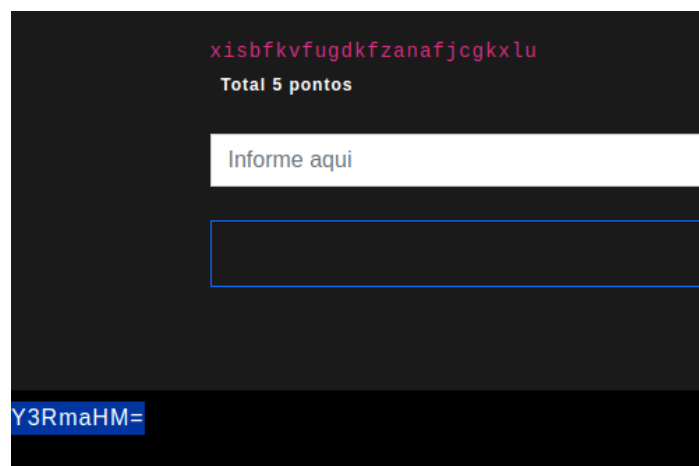 xisbfkvfugdkfzanafjcgkxlu
Total 5 pontos
Informe aqui
Y3RmaHM=